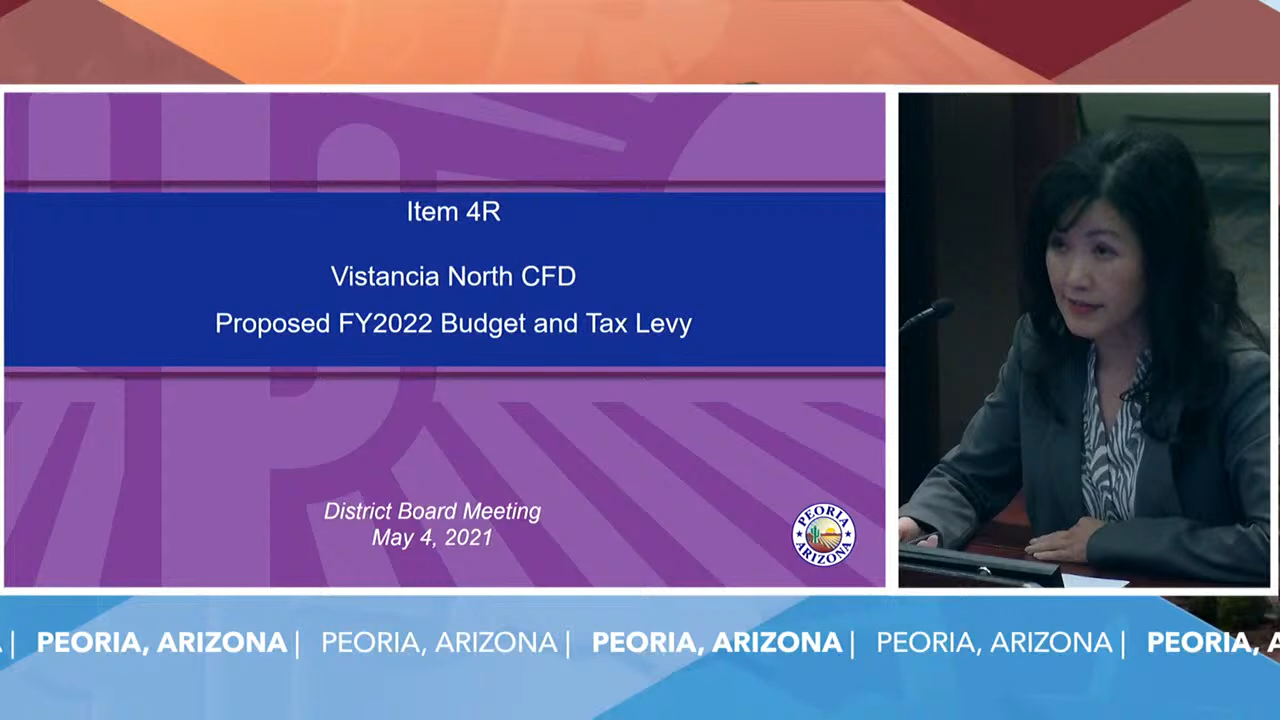 Item 4R
Vistancia North CFD
Proposed FY2022 Budget and Tax Levy
District Board Meeting
May 4, 2021
PEORIA
ARIZONA
| PEORIA, ARIZONA | PEORIA, ARIZONA | PEORIA, ARIZONA | PEORIA, ARIZONA | PEORIA, A